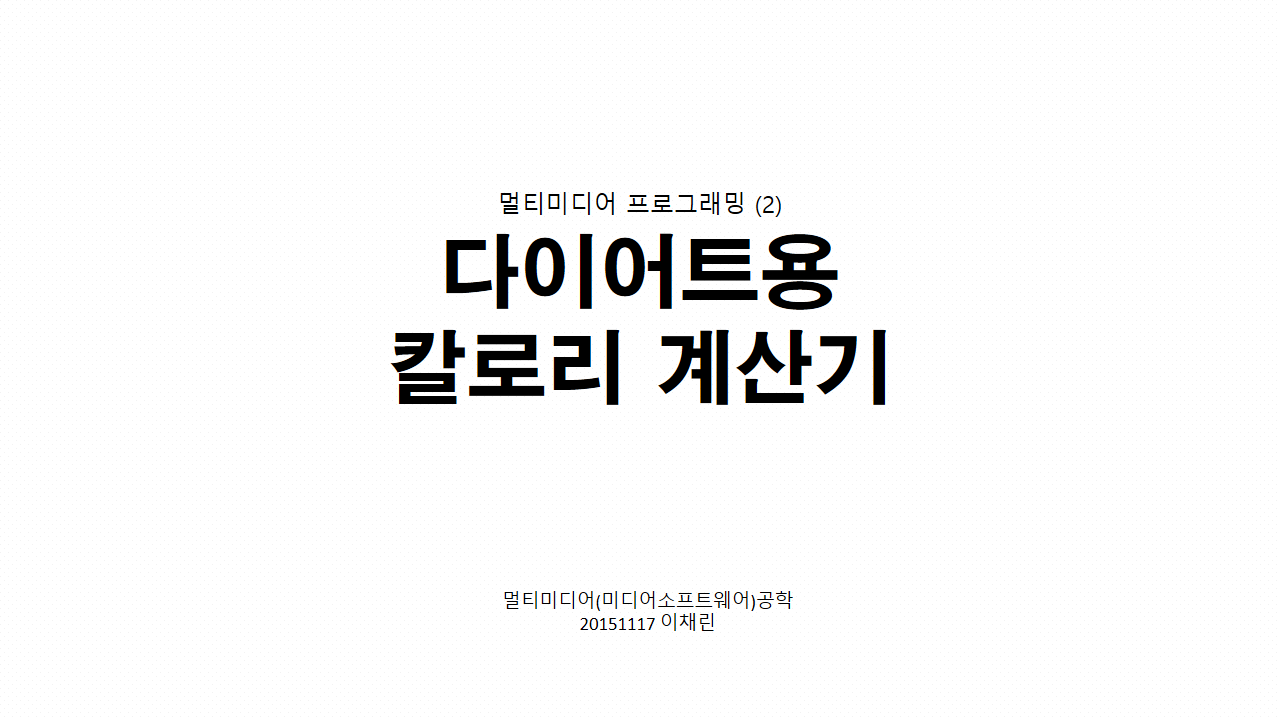 멀티미디어 프로그래밍 (2)
다이어트용
칼로리 계산기
멀티미디어(미디어소프트웨어)공학
20151117 이채린